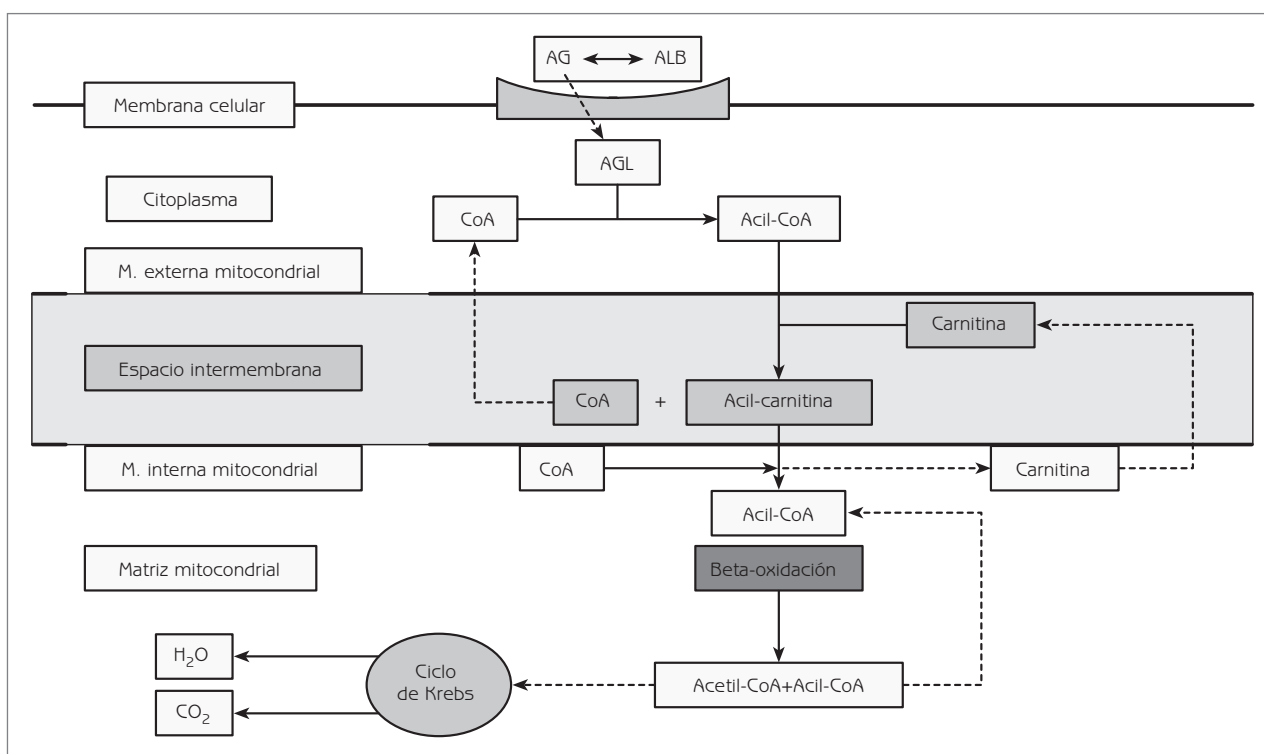 AG ALB
Membrana celular
AGL
Citoplasma
CoA Acil-CoA
M. externa mitocondrial
Carnitina
Espacio intermembrana
CoA + Acil-carnitina
M. interna mitocondrial CoA Carnitina
Acil-CoA
Matriz mitocondrial Beta-oxidación
H₂O
Ciclo
de Krebs
Acetil-CoA+Acil-CoA
CO₂